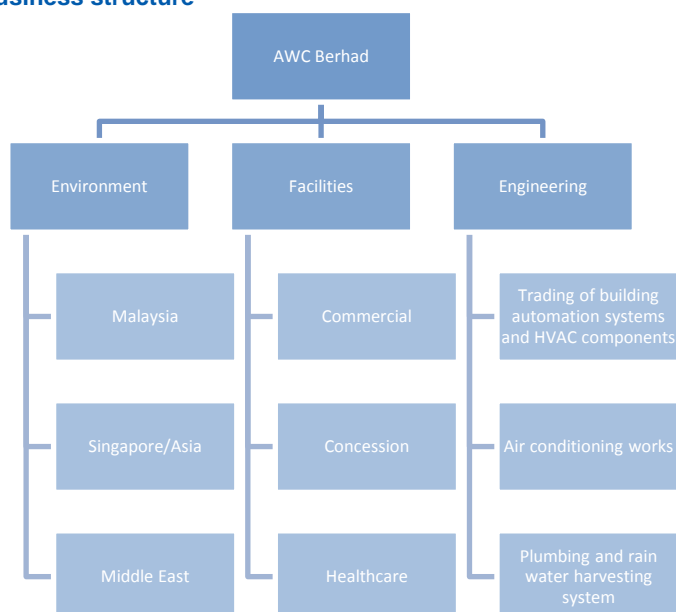 usiness structure
AWC Berhad
Environment
Facilities
Engineering
Malaysia
Commercial
Trading of building
automation systems
and HVAC components
Singapore/Asia
Concession
Air conditioning works
Middle East
Healthcare
Plumbing and rain
water harvesting
system